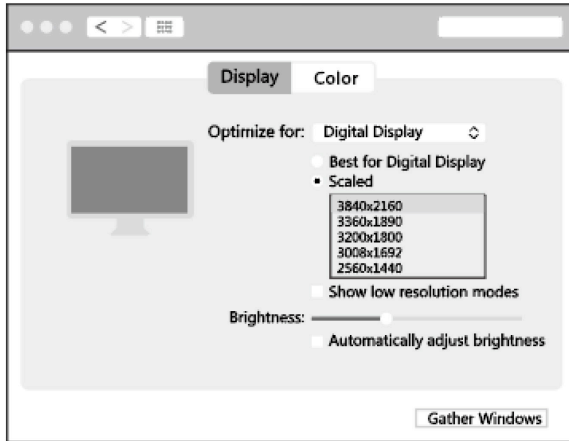 Display Color
Optimize for: Digital Display
Best for Digital Display
Scaled
3840x2160
3360x1890
3200x1800
3008x1692
2560x1440
Show low resolution modes
Brightness:
Automatically adjust brightness
Gather Windows